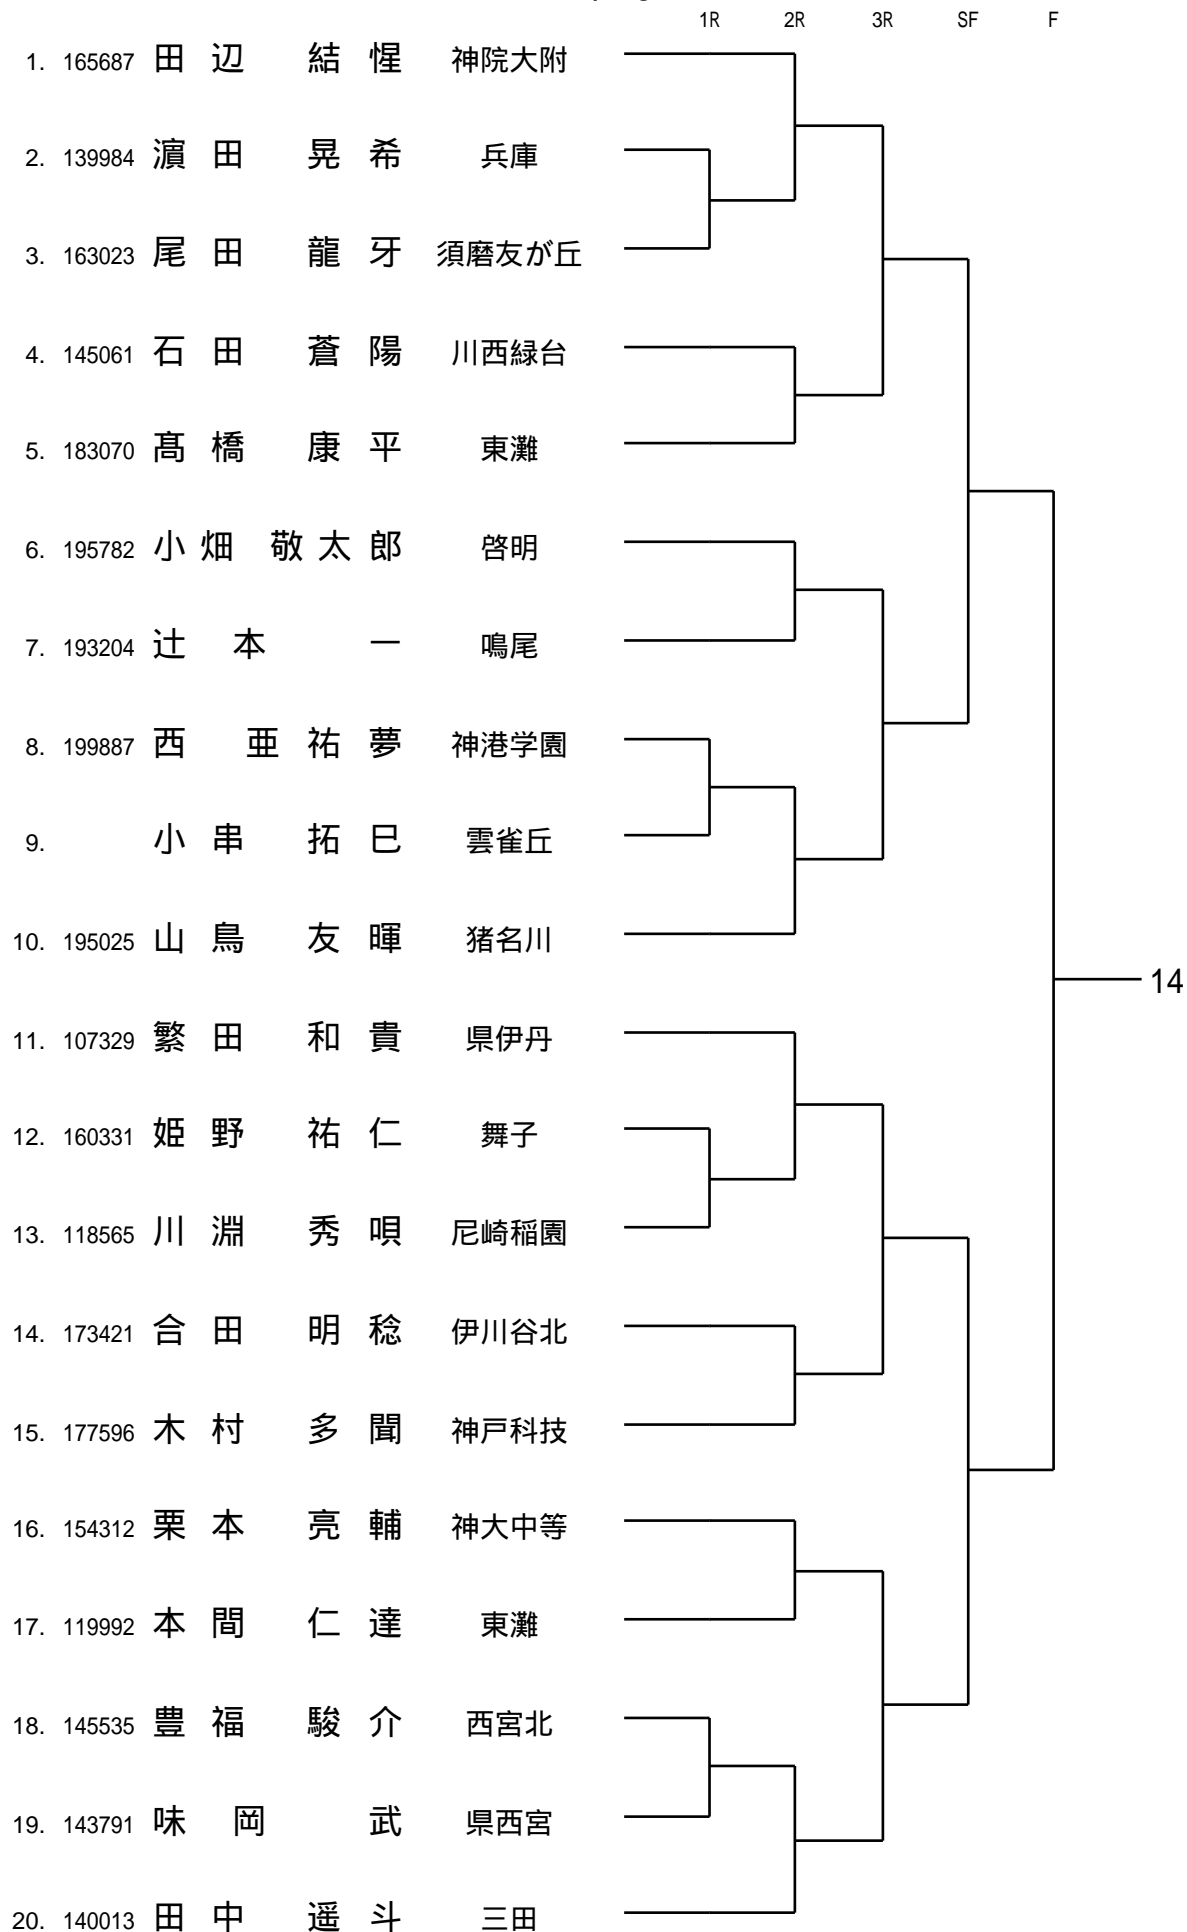 1R 2R 3R SF F
1. 165687 田辺 結惺 神院大附
2. 139984 濵田 晃希 兵庫
3. 163023 尾田 龍牙 須磨友が丘
4. 145061 石田 蒼陽 川西緑台
5. 183070 髙橋 康平 東灘
6. 195782 小畑 敬太郎 啓明
7. 193204 辻本 一 鳴尾
8. 199887 西 亜祐夢 神港学園
9. 小串 拓巳 雲雀丘
10. 195025 山鳥 友暉 猪名川
14
11. 107329 繁田 和貴 県伊丹
12. 160331 姫野 祐仁 舞子
13. 118565 川淵 秀唄 尼崎稲園
14. 173421 合田 明稔 伊川谷北
15. 177596 木村 多聞 神戸科技
16. 154312 栗本 亮輔 神大中等
17. 119992 本間 仁達 東灘
18. 145535 豊福 駿介 西宮北
19. 143791 味岡 武 県西宮
20. 140013 田中 遥斗 三田